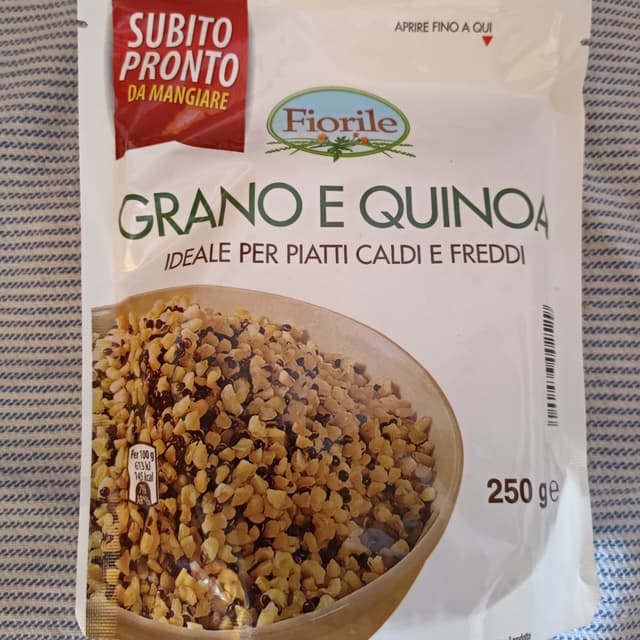 SUBITO
PRONTO
DA MANGIARE
APRIRE FINO A QUI
Fiorile
GRANO E QUINOA
IDEALE PER PIATTI CALDI E FREDDI
Per 100 g
613 kJ
145 kcal
250 g e